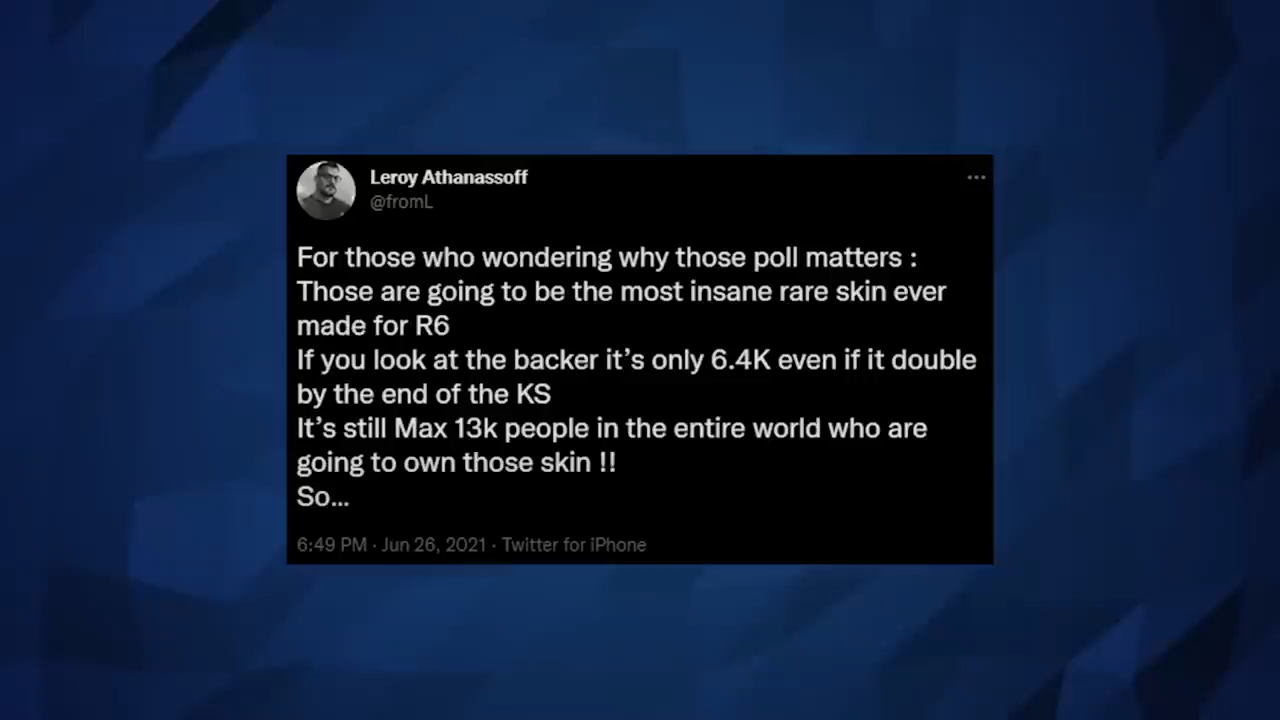 Leroy Athanassoff
@fromL
For those who wondering why those poll matters :
Those are going to be the most insane rare skin ever
made for R6
If you look at the backer it’s only 6.4K even if it double
by the end of the KS
It’s still Max 13k people in the entire world who are
going to own those skin !!
So...
6:49 PM · Jun 26, 2021 · Twitter for iPhone